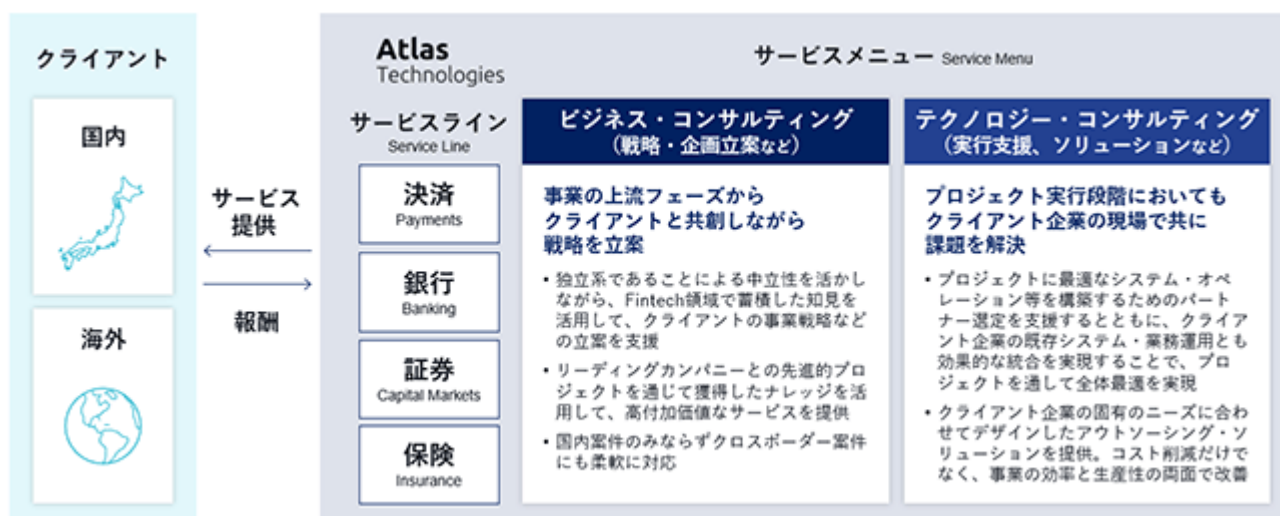 クライアント
国内
海外
サービス
提供
報酬
Atlas
Technologies
サービスメニュー Service Menu
サービスライン
Service Line
決済
Payments
銀行
Banking
証券
Capital Markets
保険
Insurance
ビジネス・コンサルティング
（戦略・企画立案など）
事業の上流フェーズから
クライアントと共創しながら
戦略を立案
・独立系であることによる中立性を活かし
ながら、Fintech領域で蓄積した知見を
活用して、クライアントの事業戦略など
の立案を支援
・リーディングカンパニーとの先進的プロ
ジェクトを通じて獲得したナレッジを活
用して、高付加価値なサービスを提供
・国内案件のみならずクロスボーダー案件
にも柔軟に対応
テクノロジー・コンサルティング
（実行支援、ソリューションなど）
プロジェクト実行段階においても
クライアント企業の現場で共に
課題を解決
・プロジェクトに最適なシステム・オペ
レーション等を構築するためのパート
ナー選定を支援するとともに、クライア
ント企業の既存システム・業務運用とも
効果的な統合を実現することで、プロ
ジェクトを通して全体最適を実現
・クライアント企業の固有のニーズに合わ
せてデザインしたアウトソーシング・ソ
リューションを提供。コスト削減だけで
なく、事業の効率と生産性の両面で改善